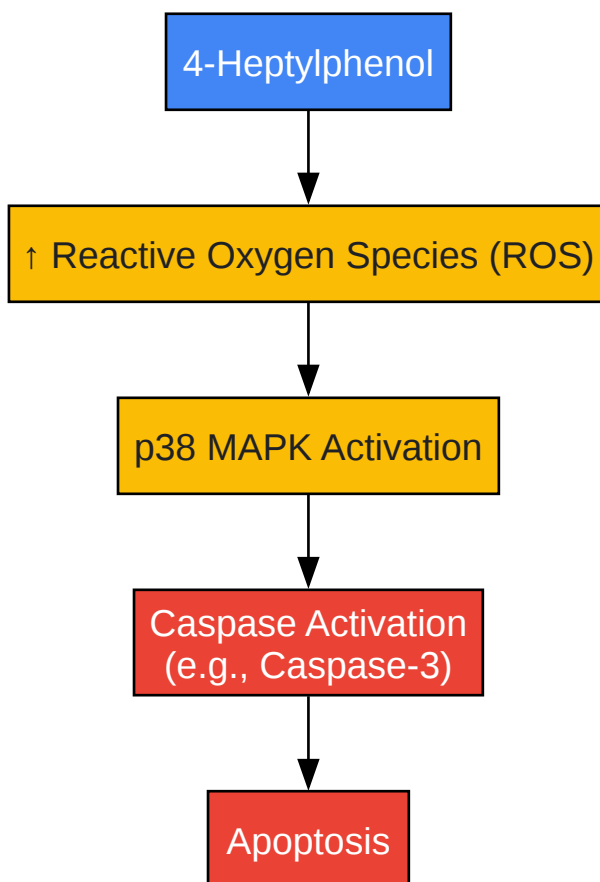 4-Heptylphenol
↑ Reactive Oxygen Species (ROS)
p38 MAPK Activation
Caspase Activation
(e.g., Caspase-3)
Apoptosis